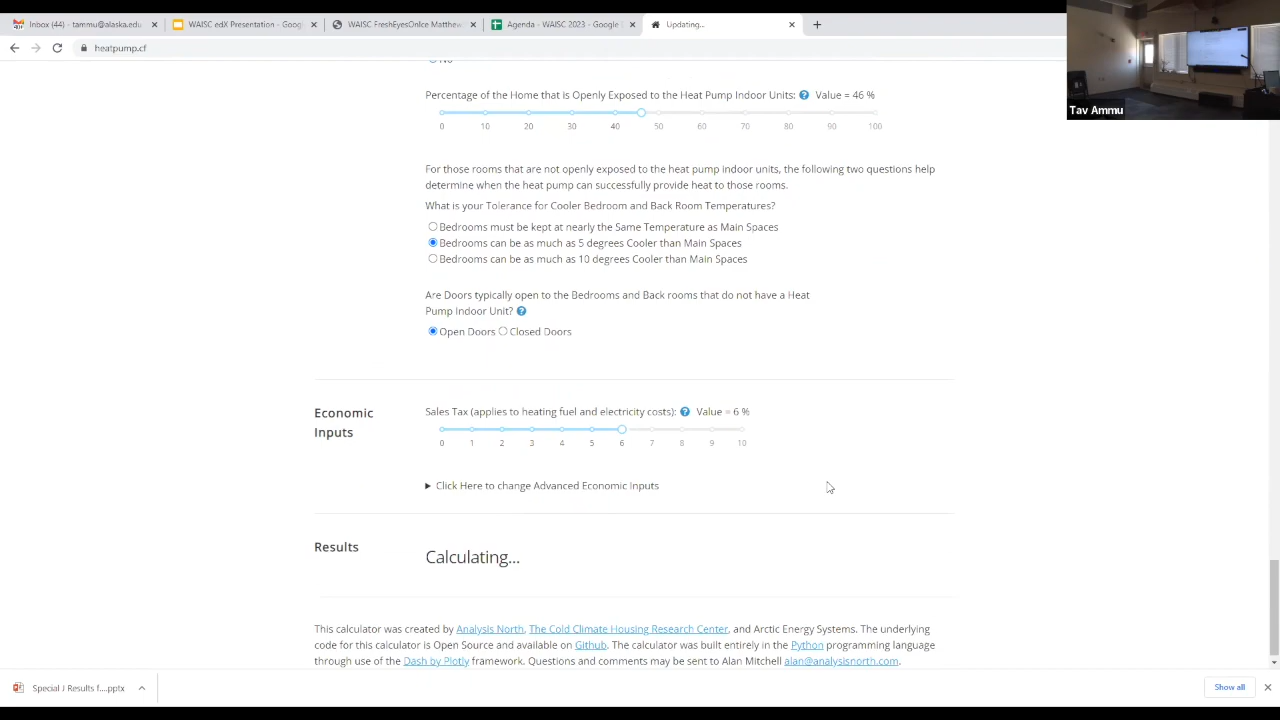 Inbox (44) - tammu@alaska.edu
WAISC edX Presentation - Goog
WAISC FreshEyesOnIce Matthew
Agenda - WAISC 2023 - Google
Updating...
heatpump.cf
Tav Ammu
No
Percentage of the Home that is Openly Exposed to the Heat Pump Indoor Units: ? Value = 46 %
0 10 20 30 40 50 60 70 80 90 100
For those rooms that are not openly exposed to the heat pump indoor units, the following two questions help
determine when the heat pump can successfully provide heat to those rooms.
What is your Tolerance for Cooler Bedroom and Back Room Temperatures?
Bedrooms must be kept at nearly the Same Temperature as Main Spaces
Bedrooms can be as much as 5 degrees Cooler than Main Spaces
Bedrooms can be as much as 10 degrees Cooler than Main Spaces
Are Doors typically open to the Bedrooms and Back rooms that do not have a Heat
Pump Indoor Unit? ?
Open Doors Closed Doors
Economic
Inputs
Sales Tax (applies to heating fuel and electricity costs): ? Value = 6 %
0 1 2 3 4 5 6 7 8 9 10
Click Here to change Advanced Economic Inputs
Results
Calculating...
This calculator was created by Analysis North, The Cold Climate Housing Research Center, and Arctic Energy Systems. The underlying
code for this calculator is Open Source and available on Github. The calculator was built entirely in the Python programming language
through use of the Dash by Plotly framework. Questions and comments may be sent to Alan Mitchell alan@analysisnorth.com.
Special J Results f....pptx
Show all